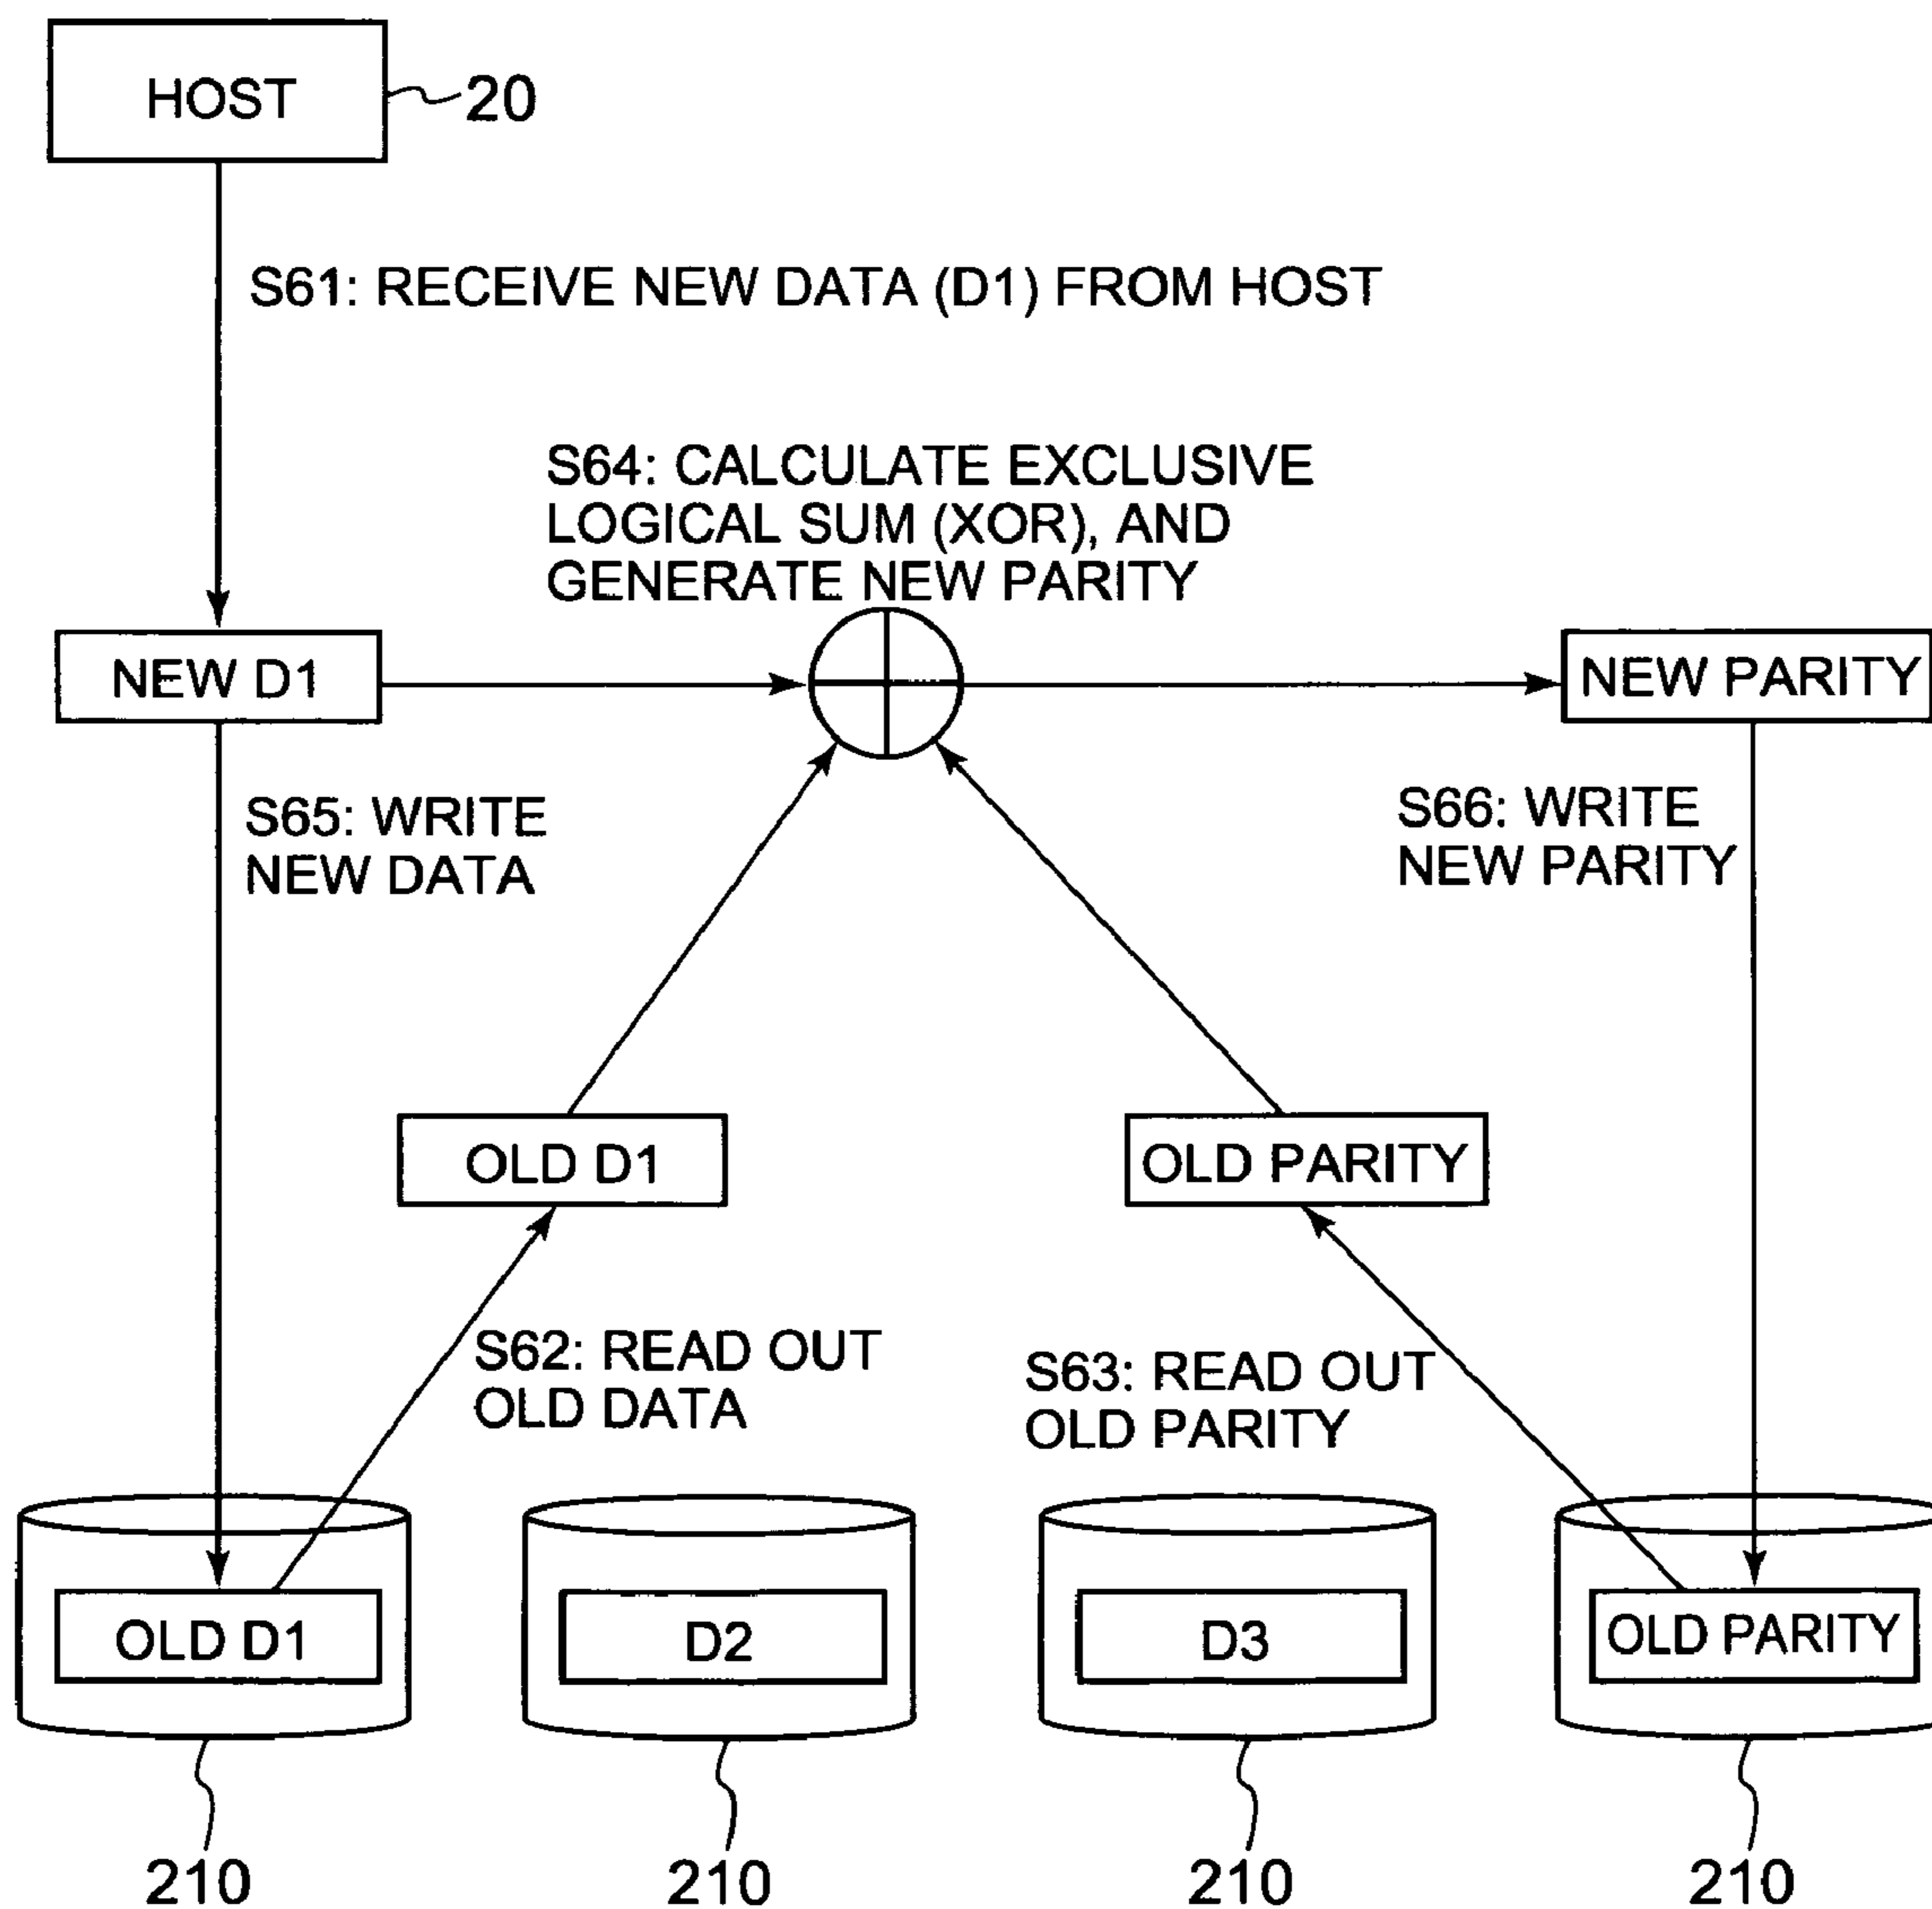 HOST
20
S61: RECEIVE NEW DATA (D1) FROM HOST
S64: CALCULATE EXCLUSIVE
LOGICAL SUM (XOR), AND
GENERATE NEW PARITY
NEW D1
NEW PARITY
S65: WRITE
NEW DATA
S66: WRITE
NEW PARITY
OLD D1
OLD PARITY
S62: READ OUT
OLD DATA
S63: READ OUT
OLD PARITY
OLD D1
D2
D3
OLD PARITY
210
210
210
210